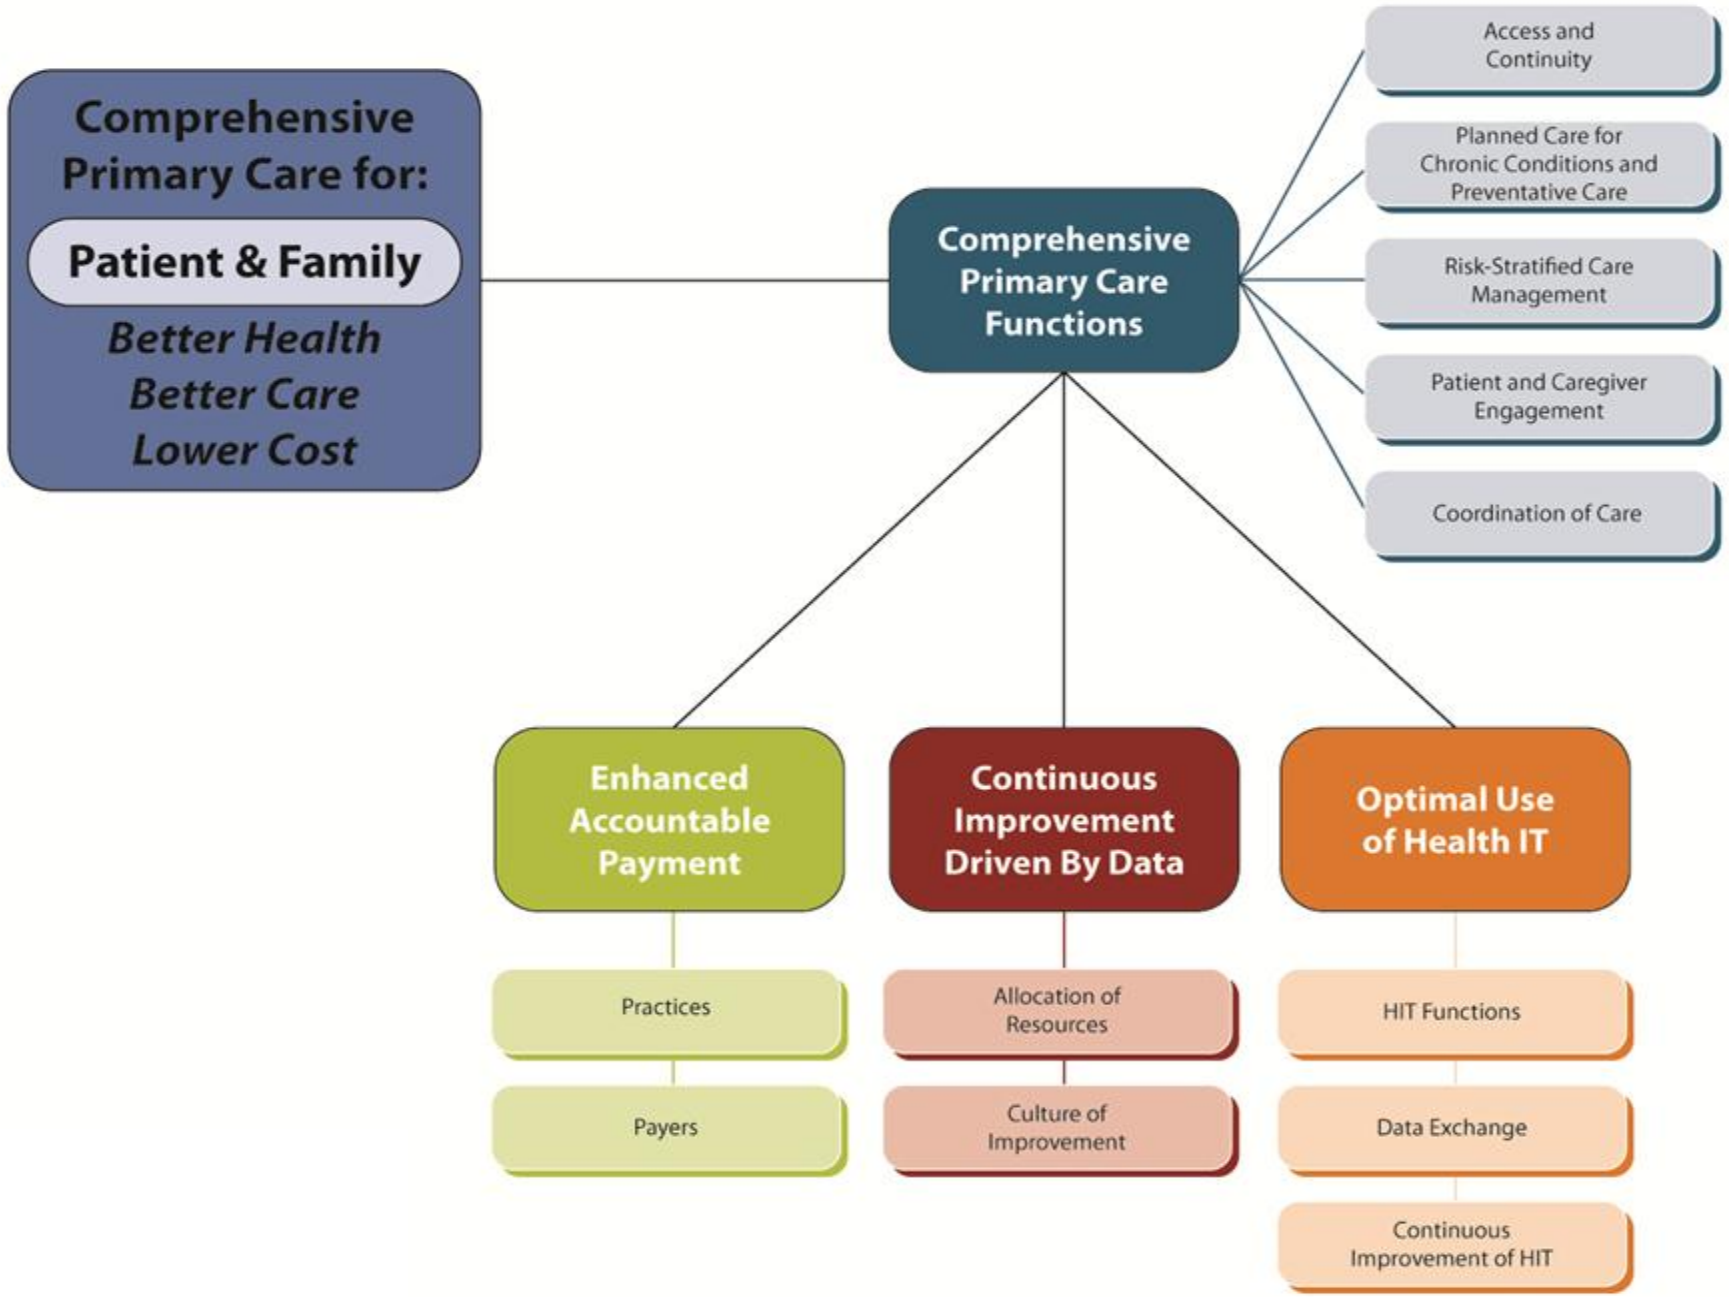 Comprehensive
Primary Care for:
Patient & Family
Better Health
Better Care
Lower Cost
Comprehensive
Primary Care
Functions
Access and
Continuity
Planned Care for
Chronic Conditions and
Preventative Care
Risk-Stratified Care
Management
Patient and Caregiver
Engagement
Coordination of Care
Enhanced
Accountable
Payment
Practices
Payers
Continuous
Improvement
Driven By Data
Allocation of
Resources
Culture of
Improvement
Optimal Use
of Health IT
HIT Functions
Data Exchange
Continuous
Improvement of HIT